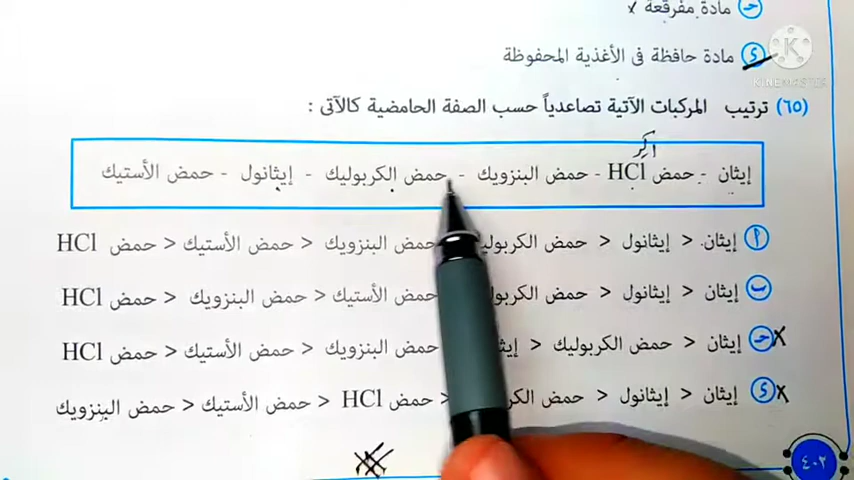 حـ مادة مفرقعة x
د مادة حافظة فى الأغذية المحفوظة
KINEMASTER
(٦٥) ترتيب المركبات الآتية تصاعدياً حسب الصفة الحامضية كالآتى :
اكبر
إيثان - حمض HCl - حمض البنزويك - حمض الكربوليك - إيثانول - حمض الأستيك
أ إيثان < إيثانول < حمض الكربوليك حمض البنزويك < حمض الأستيك < حمض HCl
ب إيثان < إيثانول < حمض الكربوليك حمض الأستيك < حمض البنزويك < حمض HCl
حـ x إيثان < حمض الكربوليك < حمض البنزويك < حمض الأستيك < حمض HCl
د x إيثان < إيثانول < حمض الكربوليك < حمض HCl < حمض الأستيك < حمض البنزويك
٤٠٢